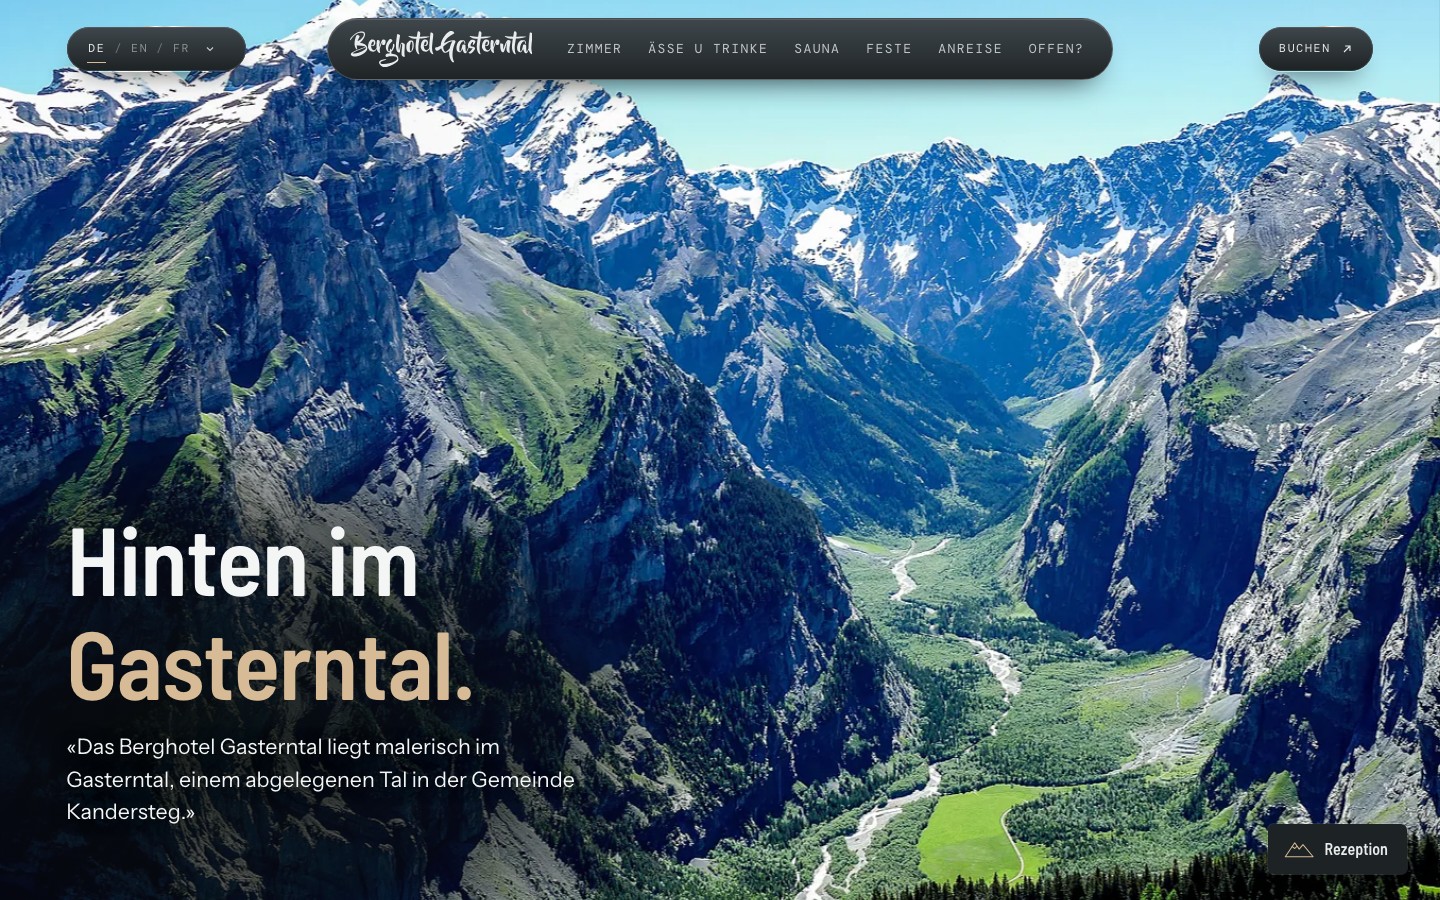 DE / EN / FR
Berghotel Gasterntal
ZIMMER
ÄSSE U TRINKE
SAUNA
FESTE
ANREISE
OFFEN?
BUCHEN
Hinten im
Gasterntal.
«Das Berghotel Gasterntal liegt malerisch im
Gasterntal, einem abgelegenen Tal in der Gemeinde
Kandersteg.»
Rezeption